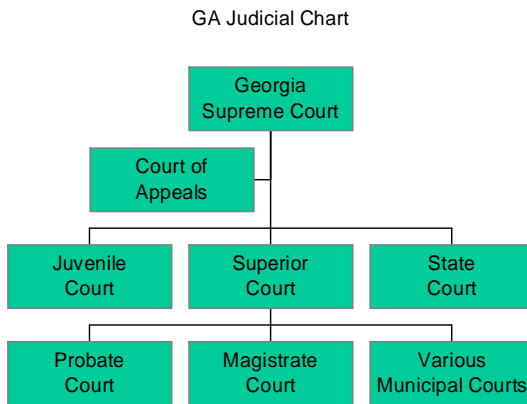 GA Judicial Chart
Georgia
Supreme Court
Court of
Appeals
Juvenile
Court
Superior
Court
State
Court
Probate
Court
Magistrate
Court
Various
Municipal Courts